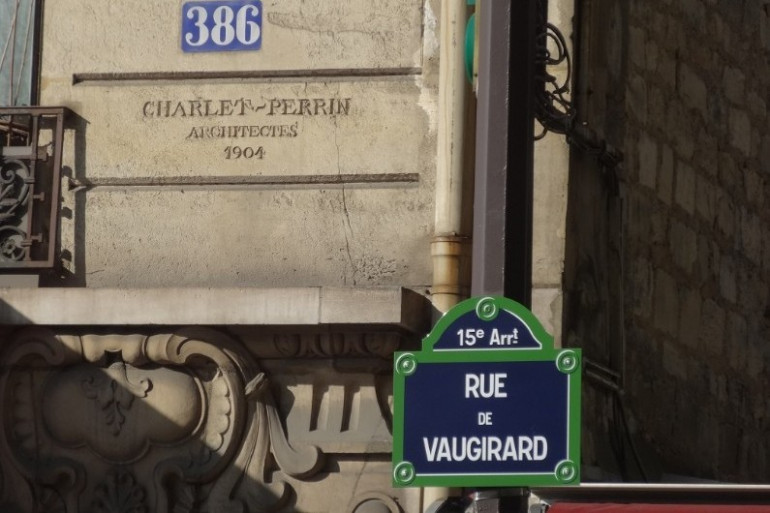 386
CHARLET-PERRIN
ARCHITECTES
1904
15e Arrt
RUE
DE
VAUGIRARD